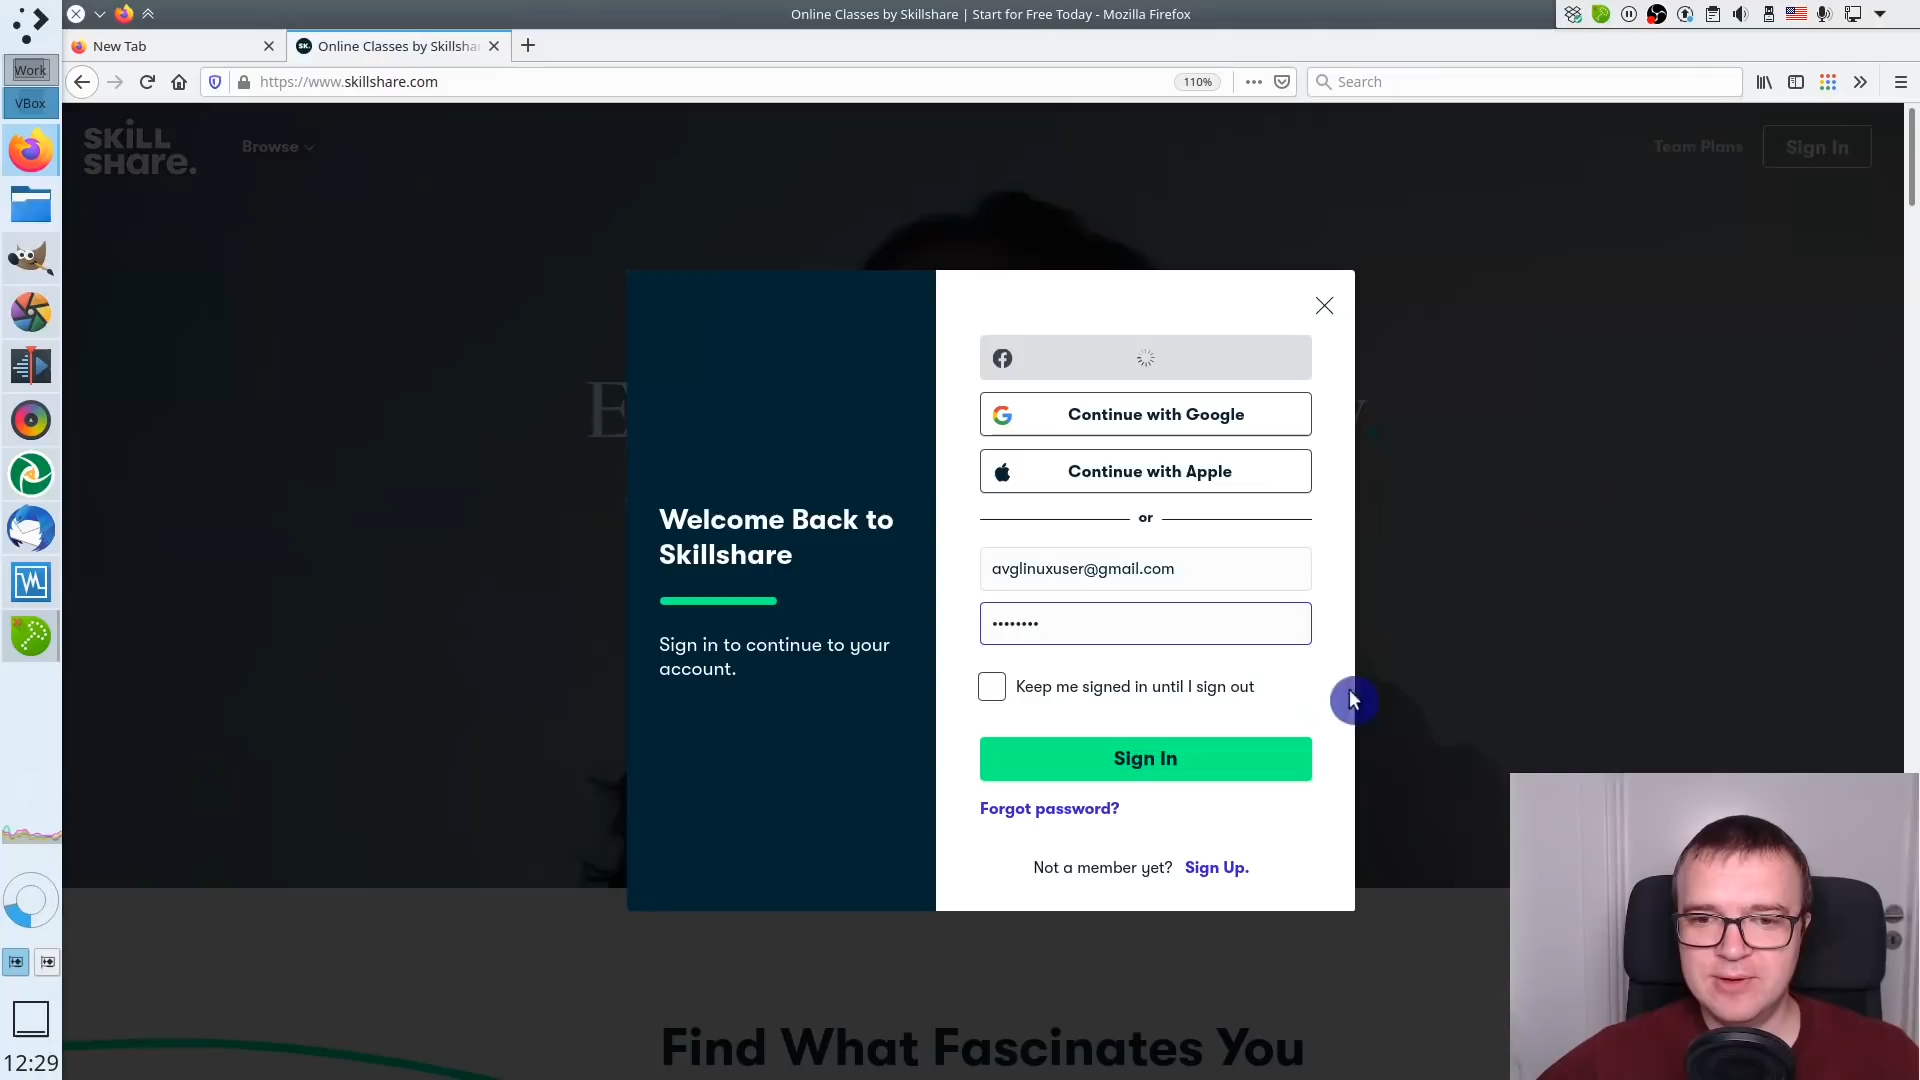 Online Classes by Skillshare | Start for Free Today - Mozilla Firefox
New Tab
Online Classes by Skillshar
Work
VBox
https://www.skillshare.com
110%
Search
SKILL
SHare.
Browse
Team Plans
Sign In
E
Continue with Google
Continue with Apple
or
Welcome Back to
Skillshare
avglinuxuser@gmail.com
••••••••
Sign in to continue to your
account.
Keep me signed in until I sign out
Sign In
Forgot password?
Not a member yet? Sign Up.
Find What Fascinates You
12:29